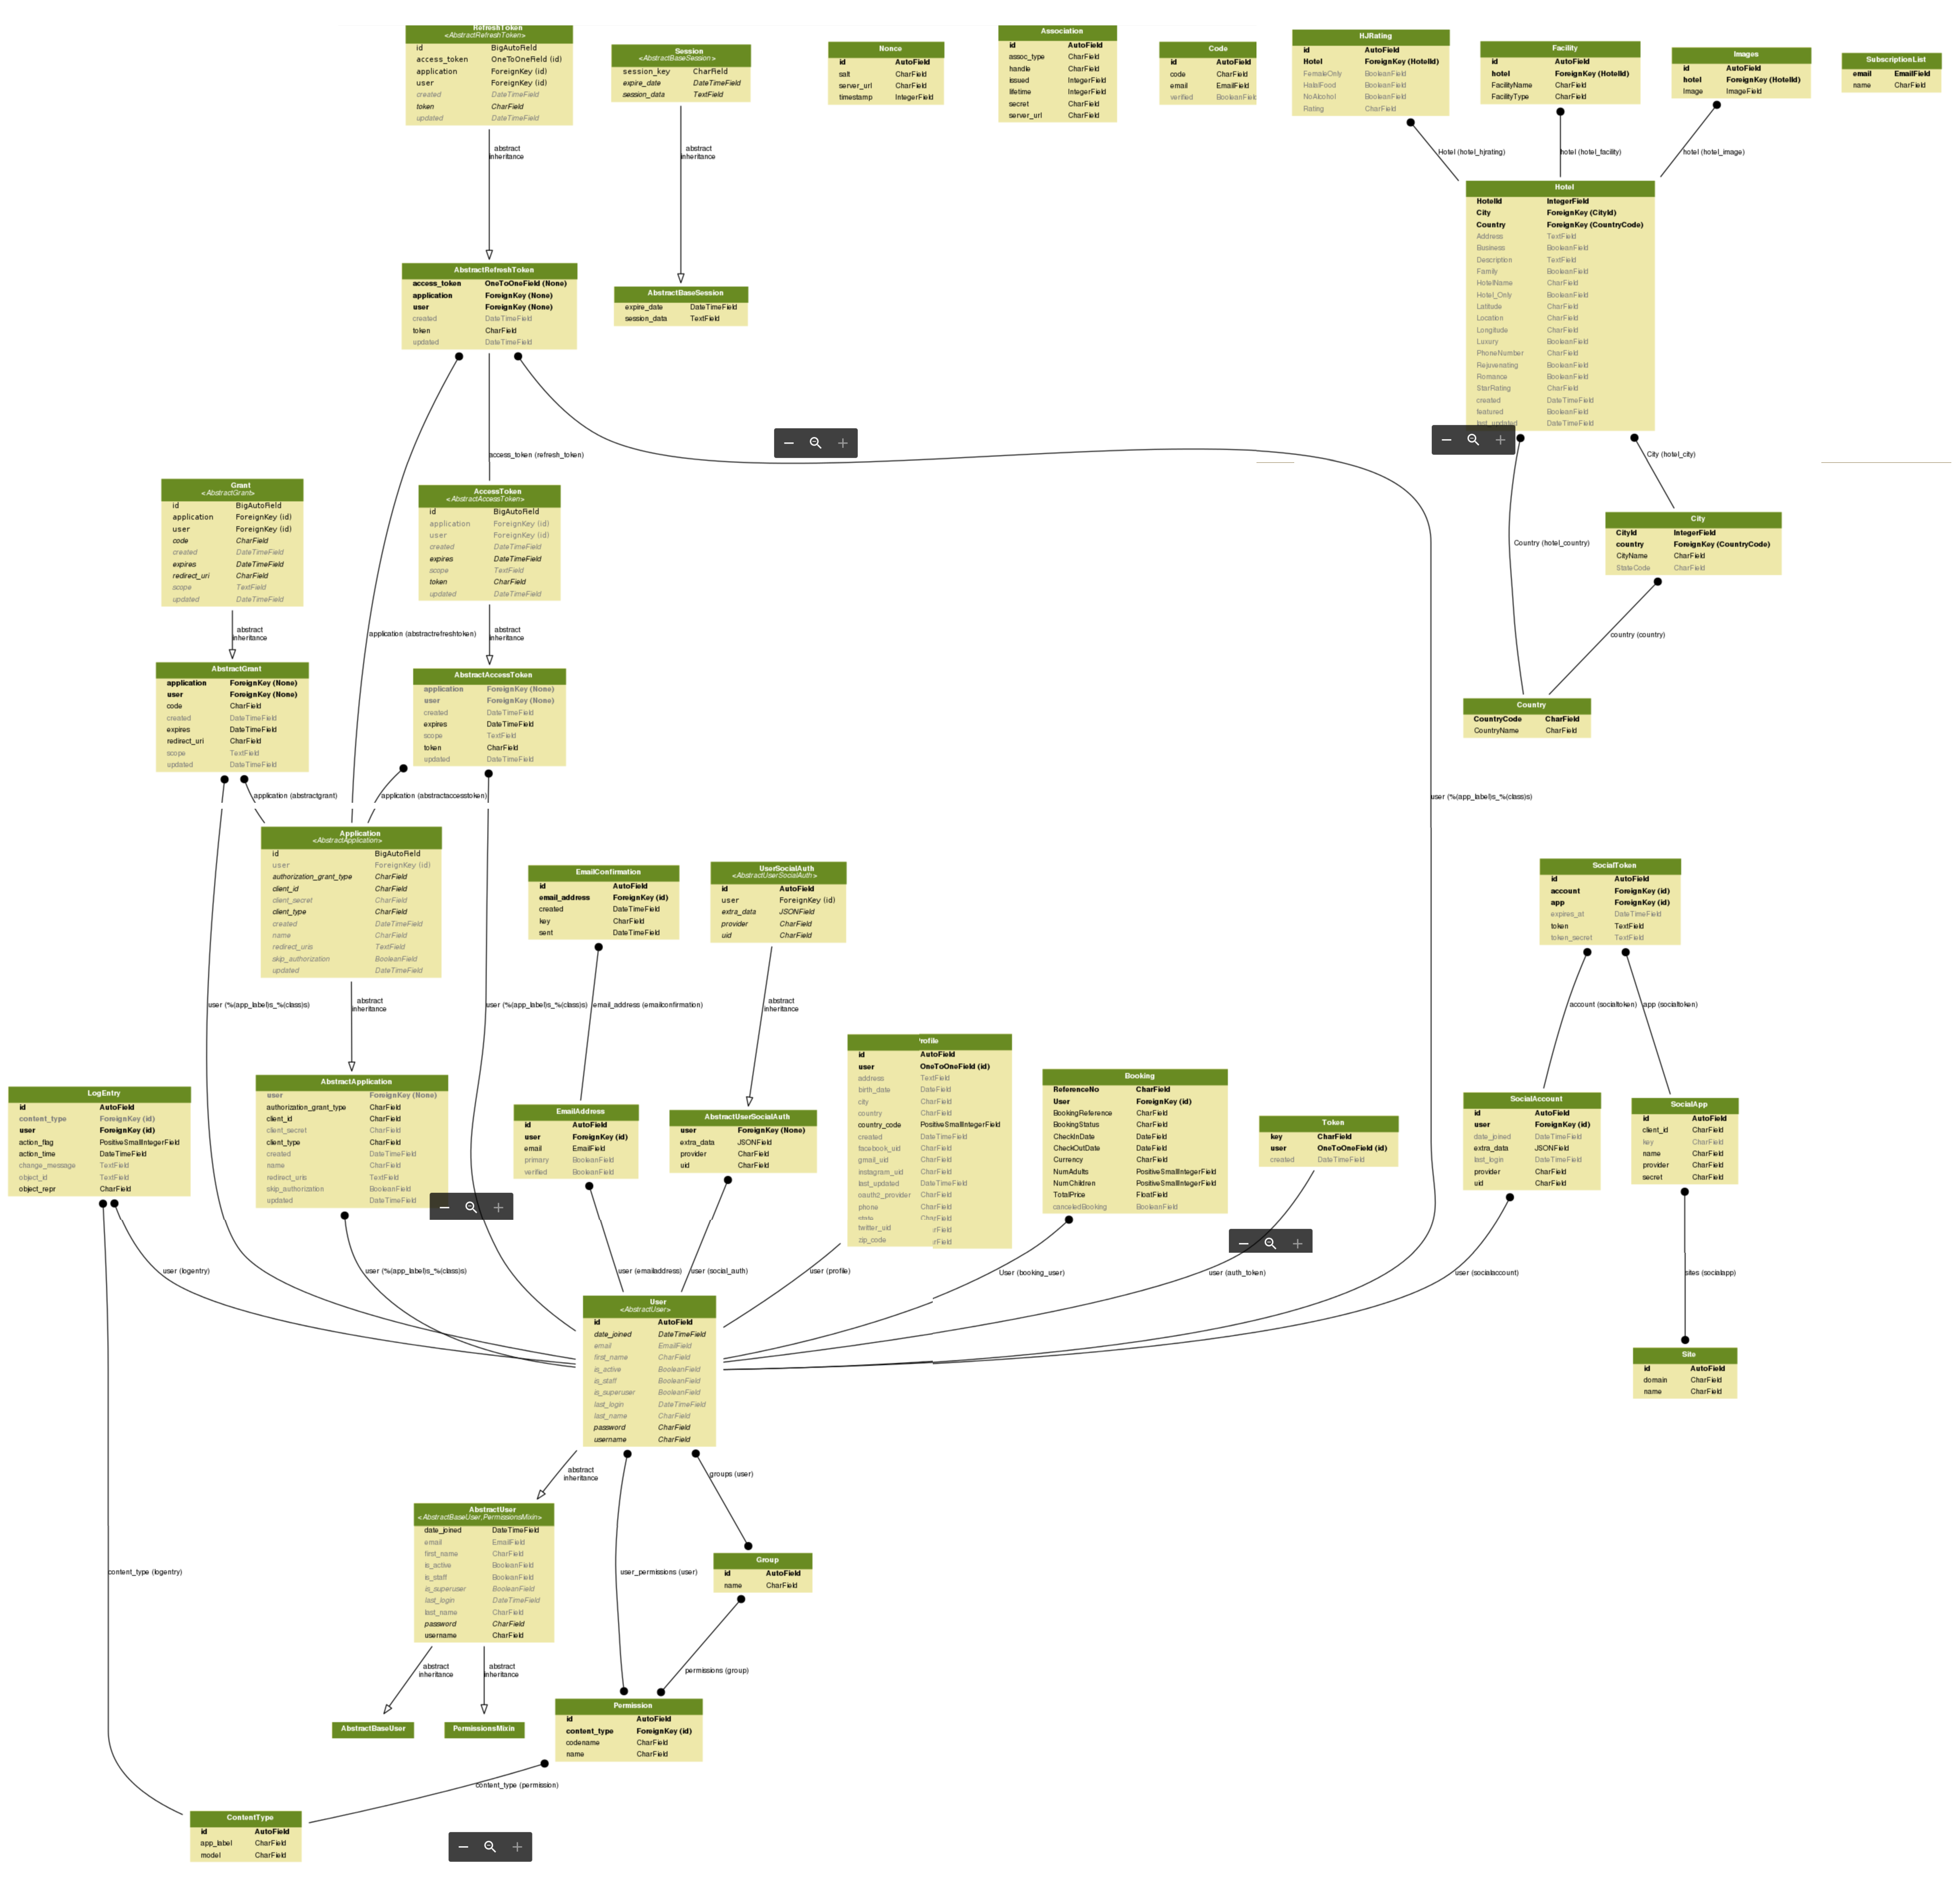 RefreshToken
<AbstractRefreshToken>
id BigAutoField
access_token OneToOneField (id)
application ForeignKey (id)
user ForeignKey (id)
created DateTimeField
token CharField
updated DateTimeField
Session
<AbstractBaseSession>
session_key CharField
expire_date DateTimeField
session_data TextField
Nonce
id AutoField
salt CharField
server_url CharField
timestamp IntegerField
Association
id AutoField
assoc_type CharField
handle CharField
issued IntegerField
lifetime IntegerField
secret CharField
server_url CharField
Code
id AutoField
code CharField
email EmailField
verified BooleanField
HJRating
id AutoField
Hotel ForeignKey (HotelId)
FemaleOnly BooleanField
HalalFood BooleanField
NoAlcohol BooleanField
Rating CharField
Facility
id AutoField
hotel ForeignKey (HotelId)
FacilityName CharField
FacilityType CharField
Images
id AutoField
hotel ForeignKey (HotelId)
Image ImageField
SubscriptionList
email EmailField
name CharField
abstract
inheritance
abstract
inheritance
Hotel (hotel_hjrating)
hotel (hotel_facility)
hotel (hotel_image)
Hotel
HotelId IntegerField
City ForeignKey (CityId)
Country ForeignKey (CountryCode)
Address TextField
Business BooleanField
Description TextField
Family BooleanField
HotelName CharField
Hotel_Only BooleanField
Latitude CharField
Location CharField
Longitude CharField
Luxury BooleanField
PhoneNumber CharField
Rejuvenating BooleanField
Romance BooleanField
StarRating CharField
created DateTimeField
featured BooleanField
last_updated DateTimeField
AbstractRefreshToken
access_token OneToOneField (None)
application ForeignKey (None)
user ForeignKey (None)
created DateTimeField
token CharField
updated DateTimeField
AbstractBaseSession
expire_date DateTimeField
session_data TextField
access_token (refresh_token)
City (hotel_city)
Grant
<AbstractGrant>
id BigAutoField
application ForeignKey (id)
user ForeignKey (id)
code CharField
created DateTimeField
expires DateTimeField
redirect_uri CharField
scope TextField
updated DateTimeField
AccessToken
<AbstractAccessToken>
id BigAutoField
application ForeignKey (id)
user ForeignKey (id)
created DateTimeField
expires DateTimeField
scope TextField
token CharField
updated DateTimeField
Country (hotel_country)
City
CityId IntegerField
country ForeignKey (CountryCode)
CityName CharField
StateCode CharField
abstract
inheritance
application (abstractrefreshtoken)
abstract
inheritance
country (country)
AbstractGrant
application ForeignKey (None)
user ForeignKey (None)
code CharField
created DateTimeField
expires DateTimeField
redirect_uri CharField
scope TextField
updated DateTimeField
AbstractAccessToken
application ForeignKey (None)
user ForeignKey (None)
created DateTimeField
expires DateTimeField
scope TextField
token CharField
updated DateTimeField
Country
CountryCode CharField
CountryName CharField
application (abstractgrant)
application (abstractaccesstoken)
user (%(app_label)s_%(class)s)
Application
<AbstractApplication>
id BigAutoField
user ForeignKey (id)
authorization_grant_type CharField
client_id CharField
client_secret CharField
client_type CharField
created DateTimeField
name CharField
redirect_uris TextField
skip_authorization BooleanField
updated DateTimeField
EmailConfirmation
id AutoField
email_address ForeignKey (id)
created DateTimeField
key CharField
sent DateTimeField
UserSocialAuth
<AbstractUserSocialAuth>
id AutoField
user ForeignKey (id)
extra_data JSONField
provider CharField
uid CharField
SocialToken
id AutoField
account ForeignKey (id)
app ForeignKey (id)
expires_at DateTimeField
token TextField
token_secret TextField
user (%(app_label)s_%(class)s)
abstract
inheritance
user (%(app_label)s_%(class)s)
email_address (emailconfirmation)
abstract
inheritance
account (socialtoken)
app (socialtoken)
LogEntry
id AutoField
content_type ForeignKey (id)
user ForeignKey (id)
action_flag PositiveSmallIntegerField
action_time DateTimeField
change_message TextField
object_id TextField
object_repr CharField
AbstractApplication
user ForeignKey (None)
authorization_grant_type CharField
client_id CharField
client_secret CharField
client_type CharField
created DateTimeField
name CharField
redirect_uris TextField
skip_authorization BooleanField
updated DateTimeField
EmailAddress
id AutoField
user ForeignKey (id)
email EmailField
primary BooleanField
verified BooleanField
AbstractUserSocialAuth
user ForeignKey (None)
extra_data JSONField
provider CharField
uid CharField
rofile
id AutoField
user OneToOneField (id)
address TextField
birth_date DateField
city CharField
country CharField
country_code PositiveSmallIntegerField
created DateTimeField
facebook_uid CharField
gmail_uid CharField
instagram_uid CharField
last_updated DateTimeField
oauth2_provider CharField
phone CharField
state CharField
twitter_uid rField
zip_code rField
Booking
ReferenceNo CharField
User ForeignKey (id)
BookingReference CharField
BookingStatus CharField
CheckInDate DateField
CheckOutDate DateField
Currency CharField
NumAdults PositiveSmallIntegerField
NumChildren PositiveSmallIntegerField
TotalPrice FloatField
canceledBooking BooleanField
Token
key CharField
user OneToOneField (id)
created DateTimeField
SocialAccount
id AutoField
user ForeignKey (id)
date_joined DateTimeField
extra_data JSONField
last_login DateTimeField
provider CharField
uid CharField
SocialApp
id AutoField
client_id CharField
key CharField
name CharField
provider CharField
secret CharField
user (logentry)
user (%(app_label)s_%(class)s)
user (emailaddress)
user (social_auth)
user (profile)
User (booking_user)
user (auth_token)
user (socialaccount)
sites (socialapp)
User
<AbstractUser>
id AutoField
date_joined DateTimeField
email EmailField
first_name CharField
is_active BooleanField
is_staff BooleanField
is_superuser BooleanField
last_login DateTimeField
last_name CharField
password CharField
username CharField
Site
id AutoField
domain CharField
name CharField
abstract
inheritance
groups (user)
AbstractUser
<AbstractBaseUser,PermissionsMixin>
date_joined DateTimeField
email EmailField
first_name CharField
is_active BooleanField
is_staff BooleanField
is_superuser BooleanField
last_login DateTimeField
last_name CharField
password CharField
username CharField
content_type (logentry)
user_permissions (user)
Group
id AutoField
name CharField
abstract
inheritance
abstract
inheritance
permissions (group)
AbstractBaseUser
PermissionsMixin
Permission
id AutoField
content_type ForeignKey (id)
codename CharField
name CharField
content_type (permission)
ContentType
id AutoField
app_label CharField
model CharField